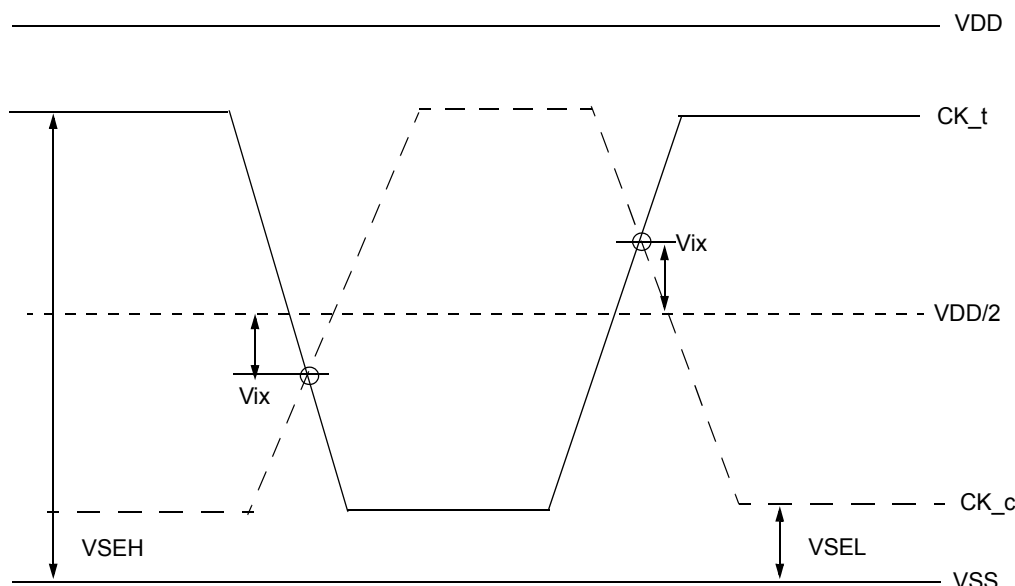 VDD
CK_t
Vix
VDD/2
Vix
CK_c
VSEH
VSEL
VSS